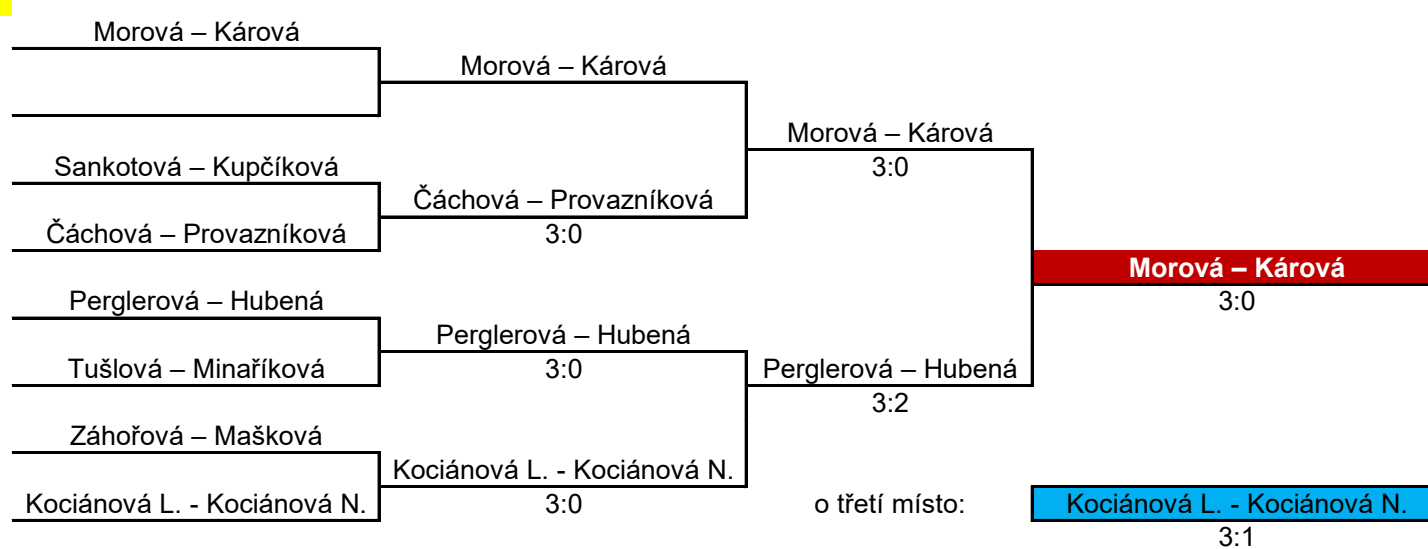 Morová – Kárová
Morová – Kárová
Morová – Kárová
Sankotová – Kupčíková
3:0
Čáchová – Provazníková
Čáchová – Provazníková
3:0
Morová – Kárová
Perglerová – Hubená
3:0
Perglerová – Hubená
Tušlová – Minaříková
3:0
Perglerová – Hubená
3:2
Záhořová – Mašková
Kociánová L. - Kociánová N.
Kociánová L. - Kociánová N.
3:0
o třetí místo:
Kociánová L. - Kociánová N.
3:1